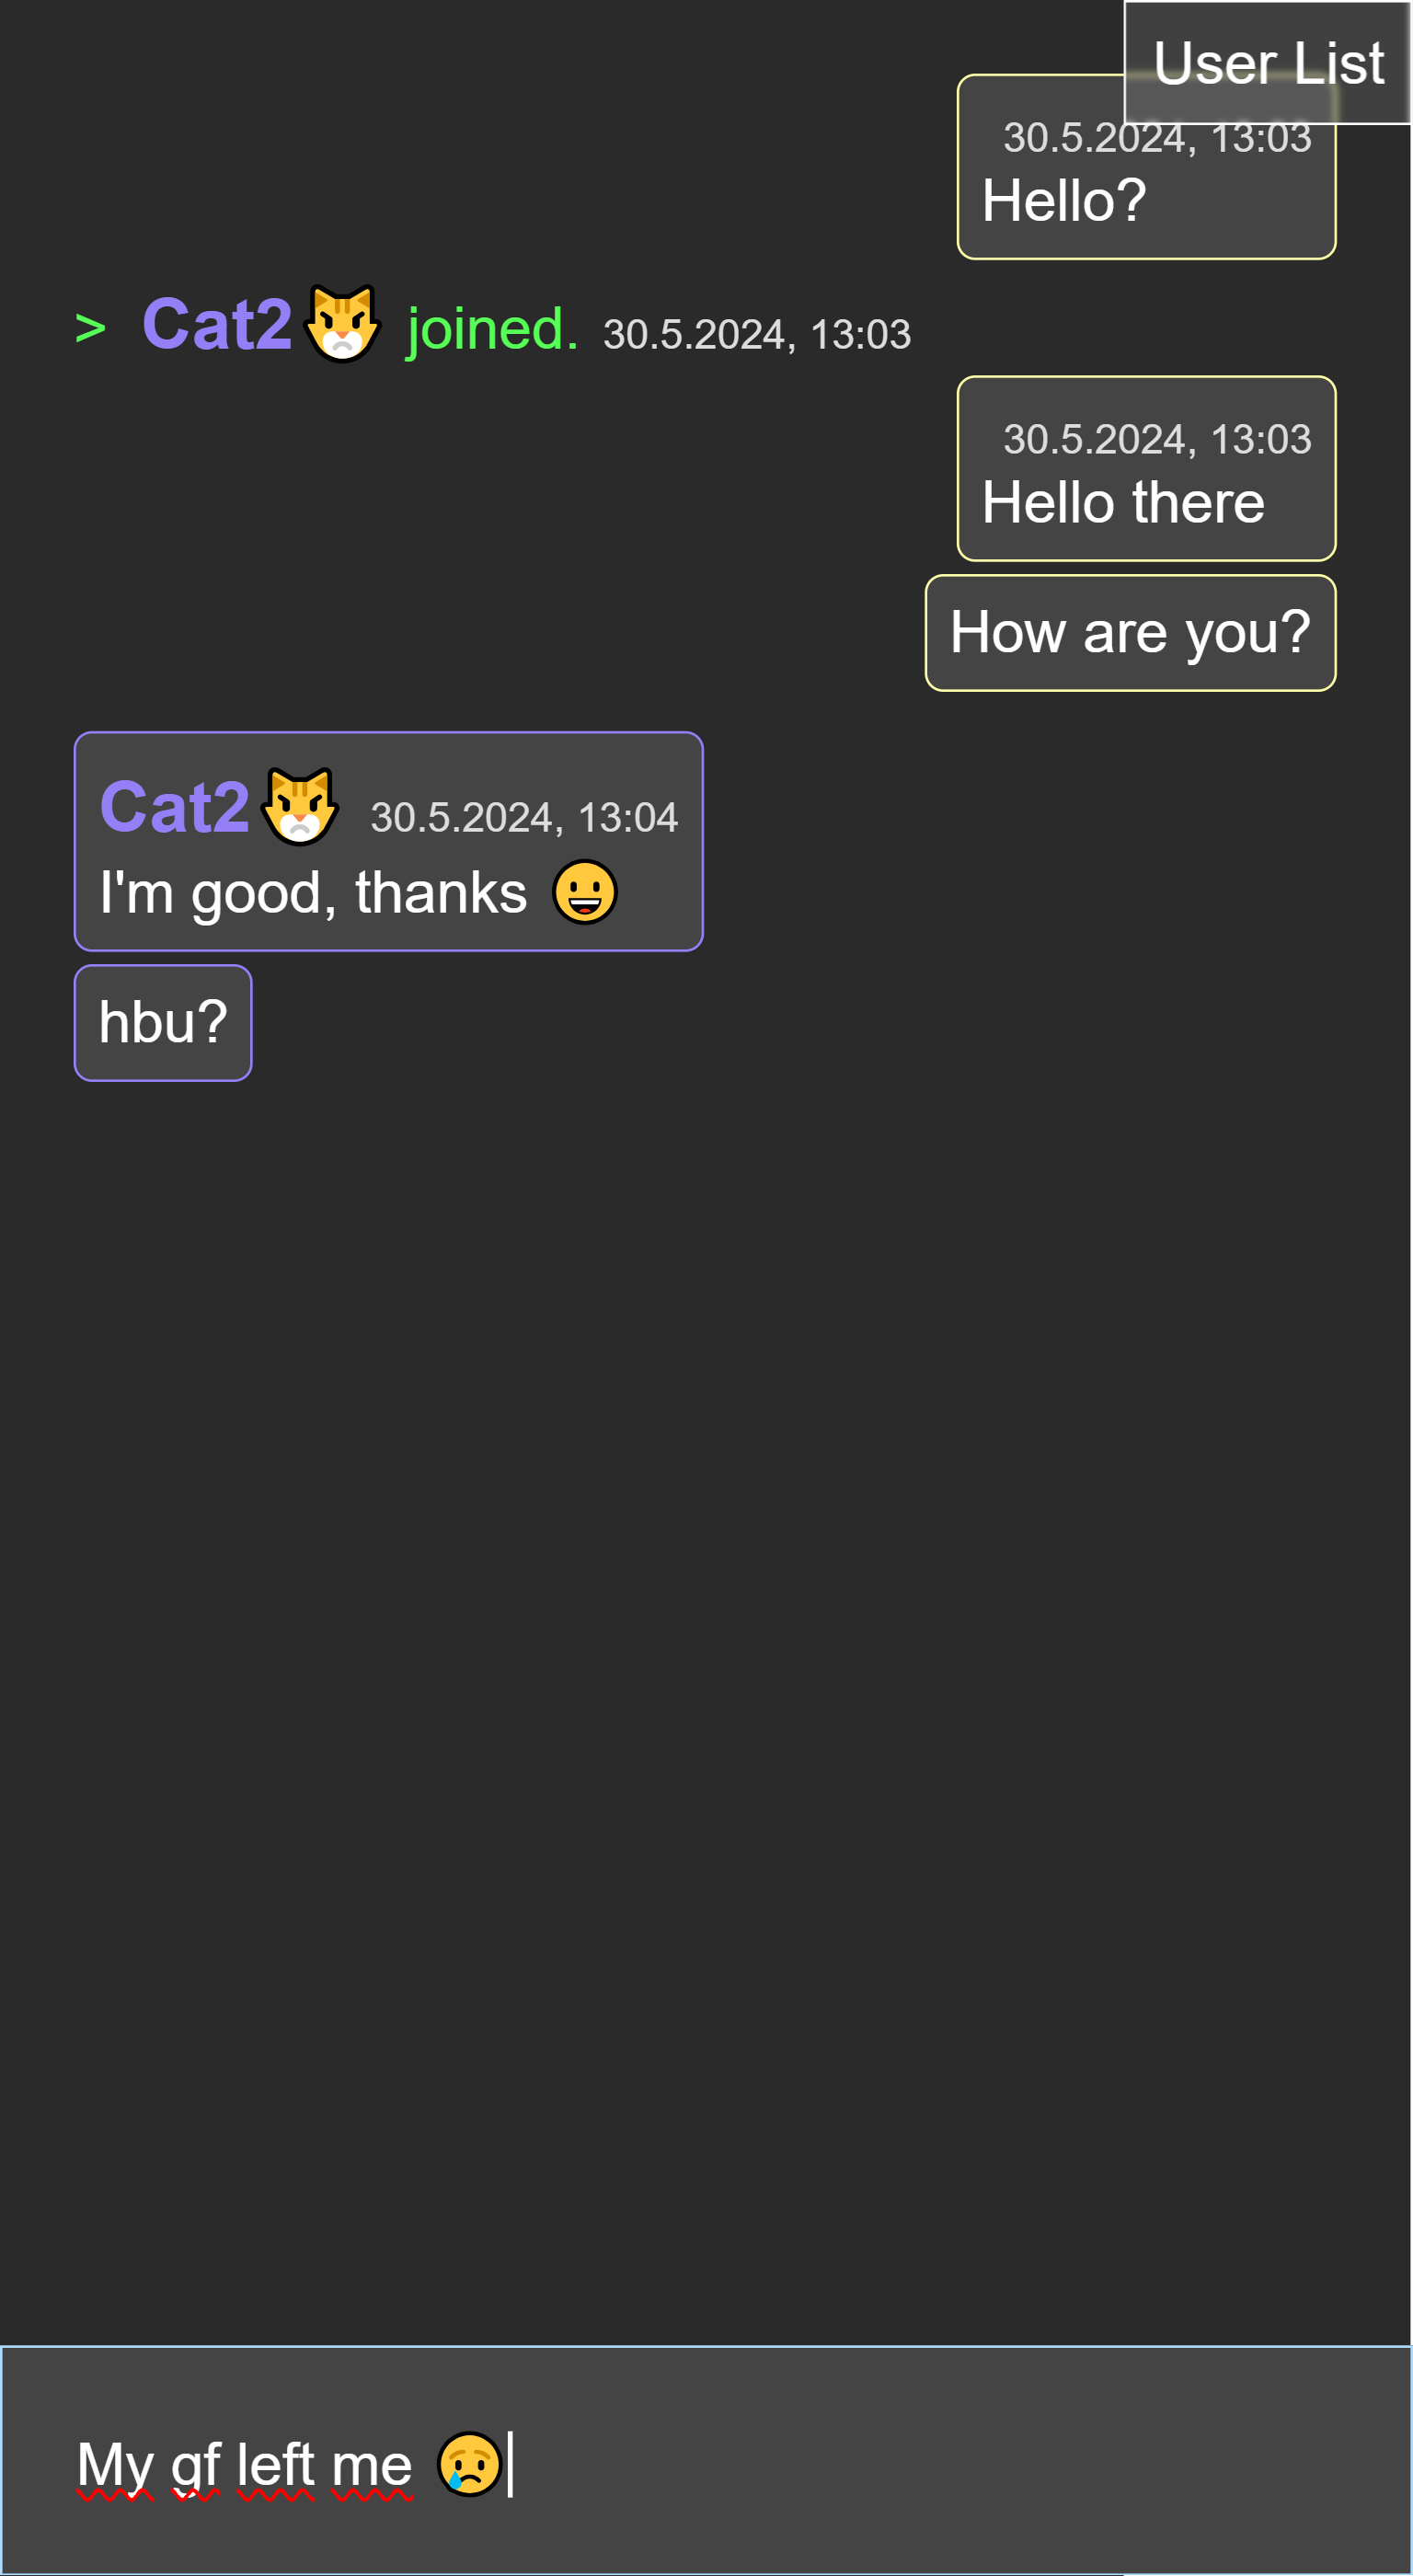 User List
30.5.2024, 13:03
Hello?
> Cat2😾 joined. 30.5.2024, 13:03
30.5.2024, 13:03
Hello there
How are you?
Cat2😾 30.5.2024, 13:04
I'm good, thanks 😀
hbu?
My gf left me 😢